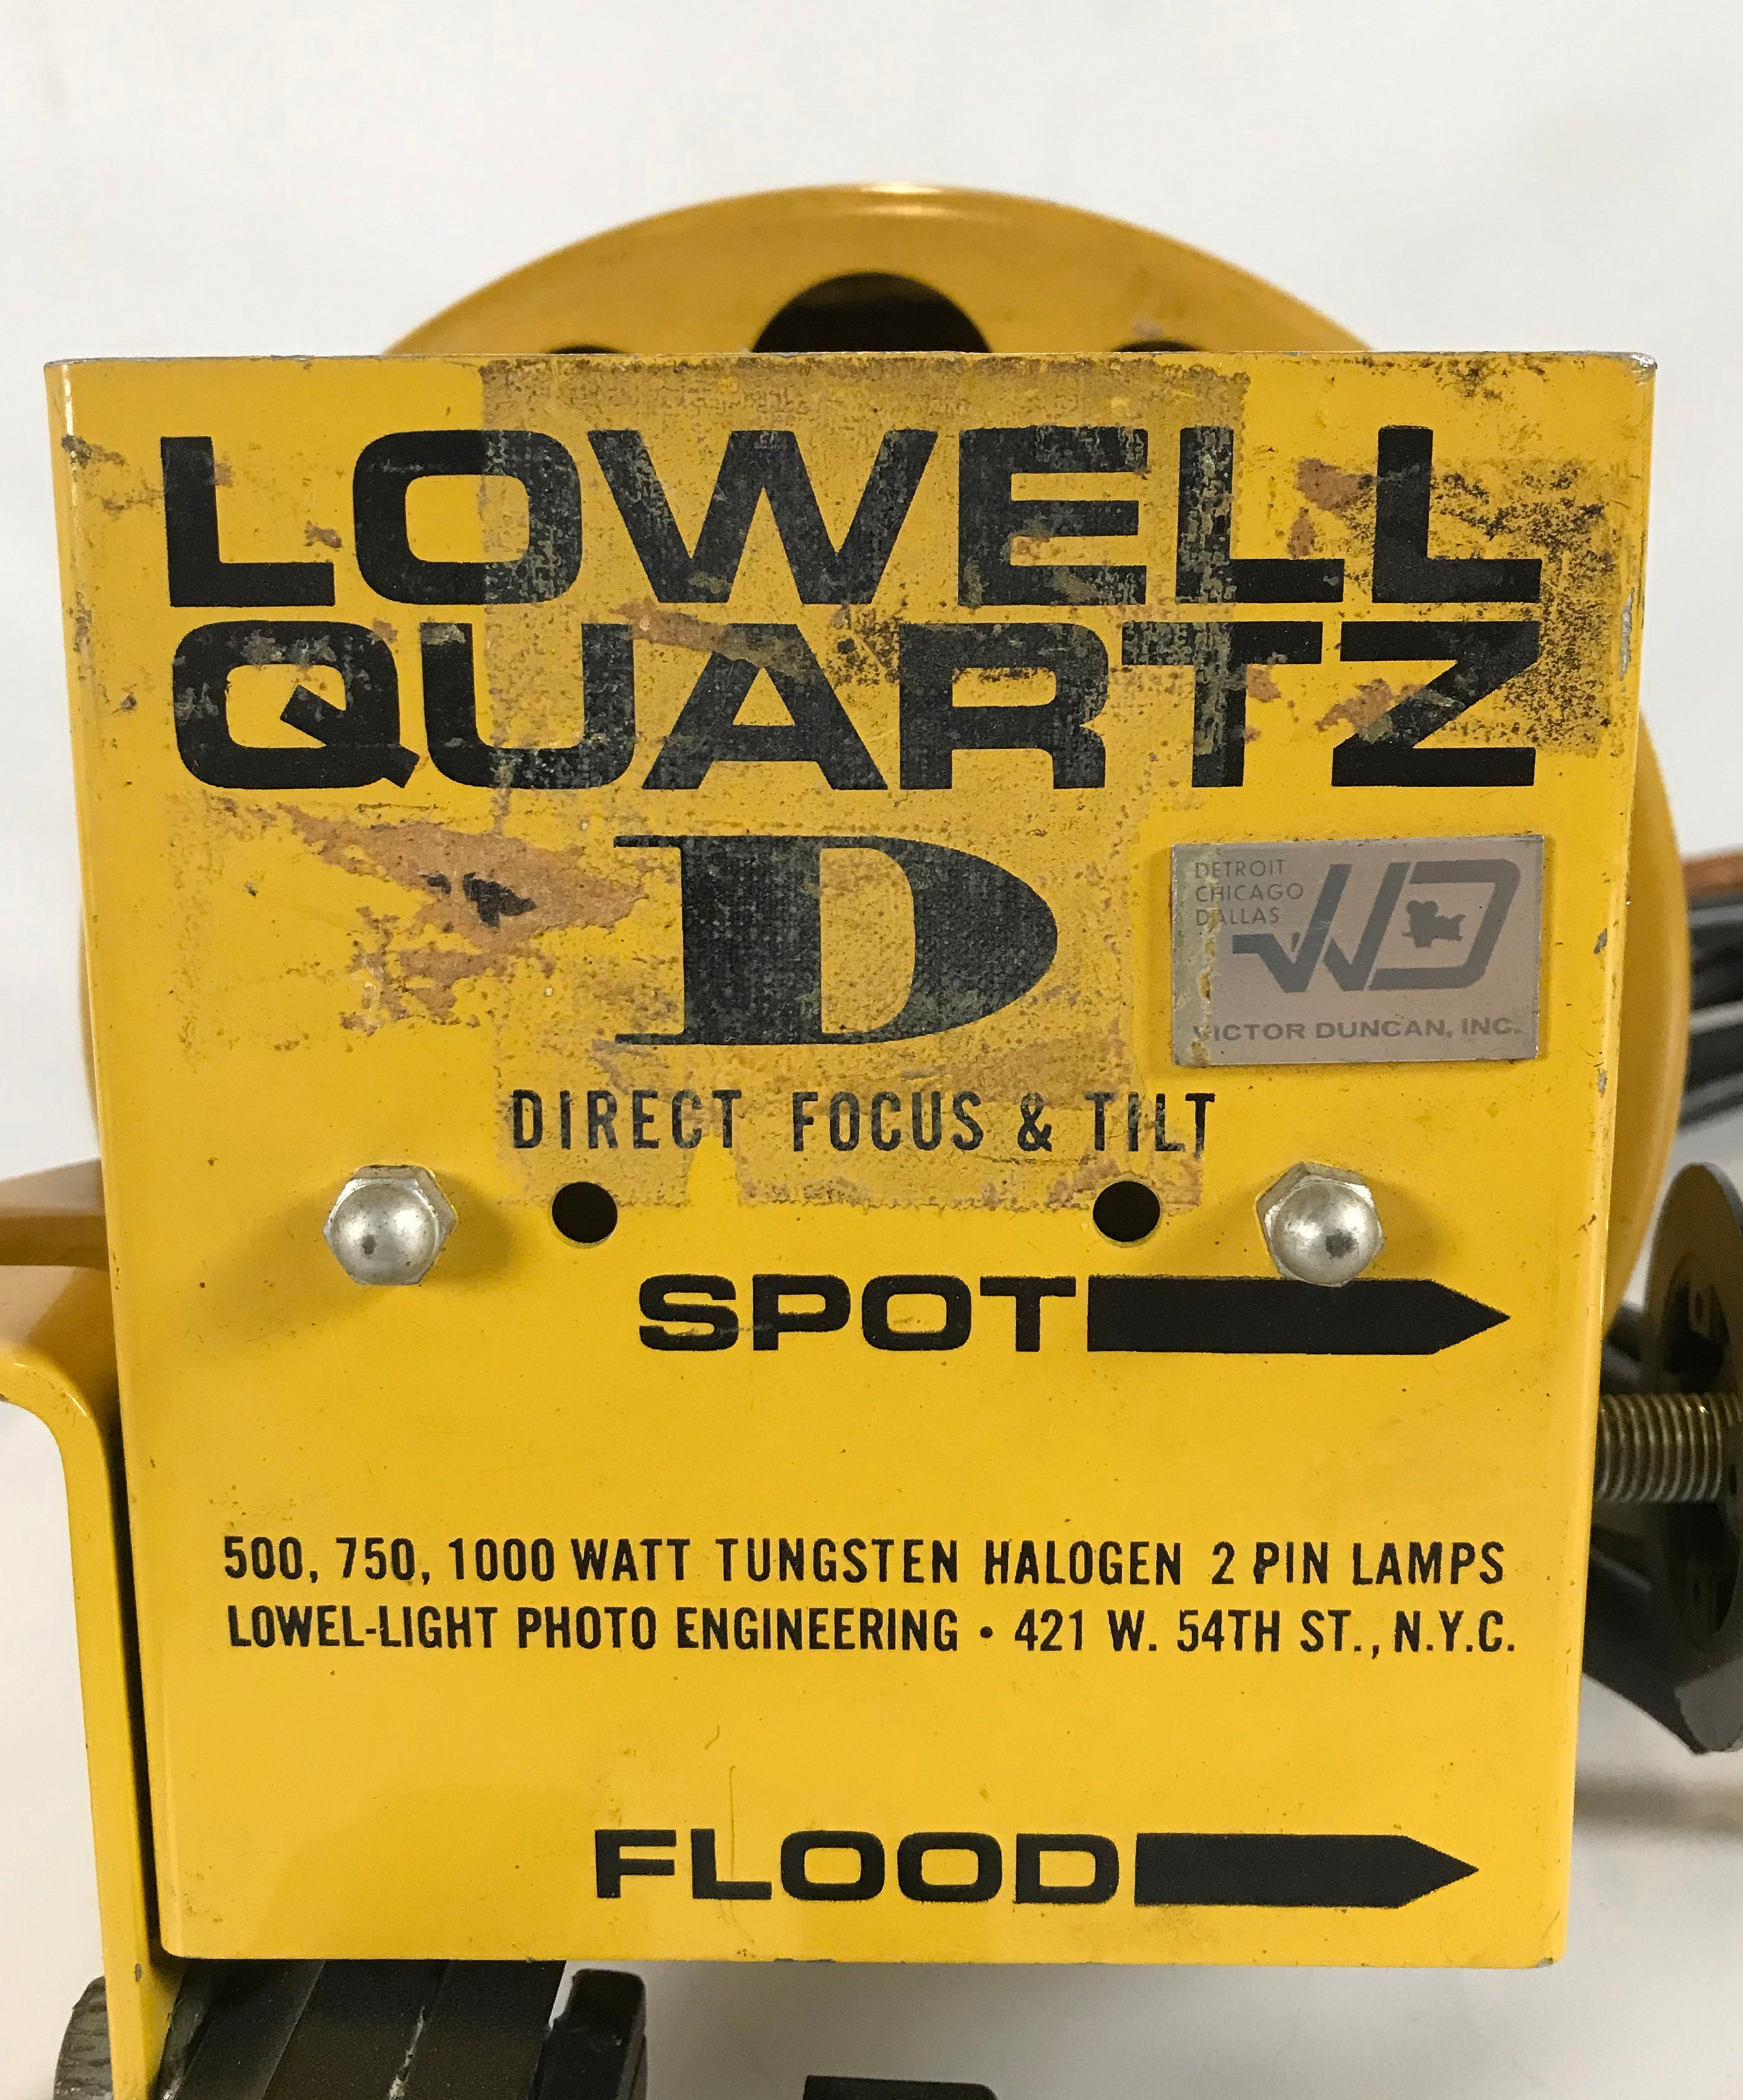 LOWELL
QUARTZ
D
DETROIT
CHICAGO
DALLAS
VD
VICTOR DUNCAN, INC.
DIRECT FOCUS & TILT
SPOT
500, 750, 1000 WATT TUNGSTEN HALOGEN 2 PIN LAMPS
LOWEL-LIGHT PHOTO ENGINEERING • 421 W. 54TH ST., N.Y.C.
FLOOD